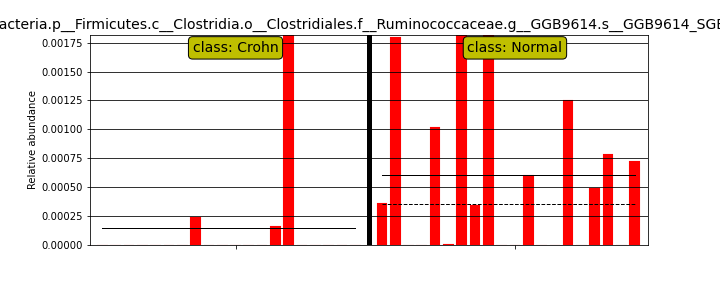 acteria.p__Firmicutes.c__Clostridia.o__Clostridiales.f__Ruminococcaceae.g__GGB9614.s__GGB9614_SGB
class: Crohn
class: Normal
Relative abundance
0.00175
0.00150
0.00125
0.00100
0.00075
0.00050
0.00025
0.00000